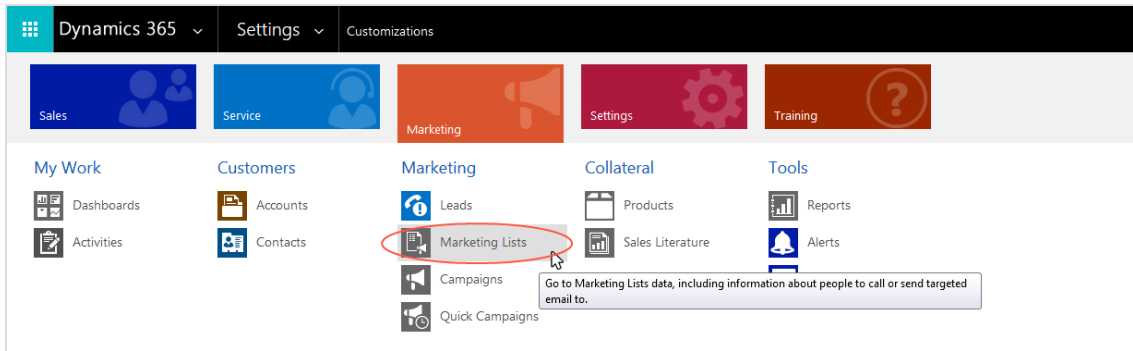 Dynamics 365 Settings Customizations
Sales Service Marketing Settings Training
My Work Customers Marketing Collateral Tools
Dashboards Accounts Leads Products Reports
Activities Contacts Marketing Lists Sales Literature Alerts
Campaigns
Go to Marketing Lists data, including information about people to call or send targeted
email to.
Quick Campaigns